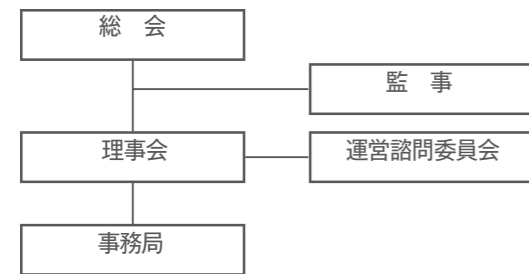 総　会
監　事
理事会
運営諮問委員会
事務局